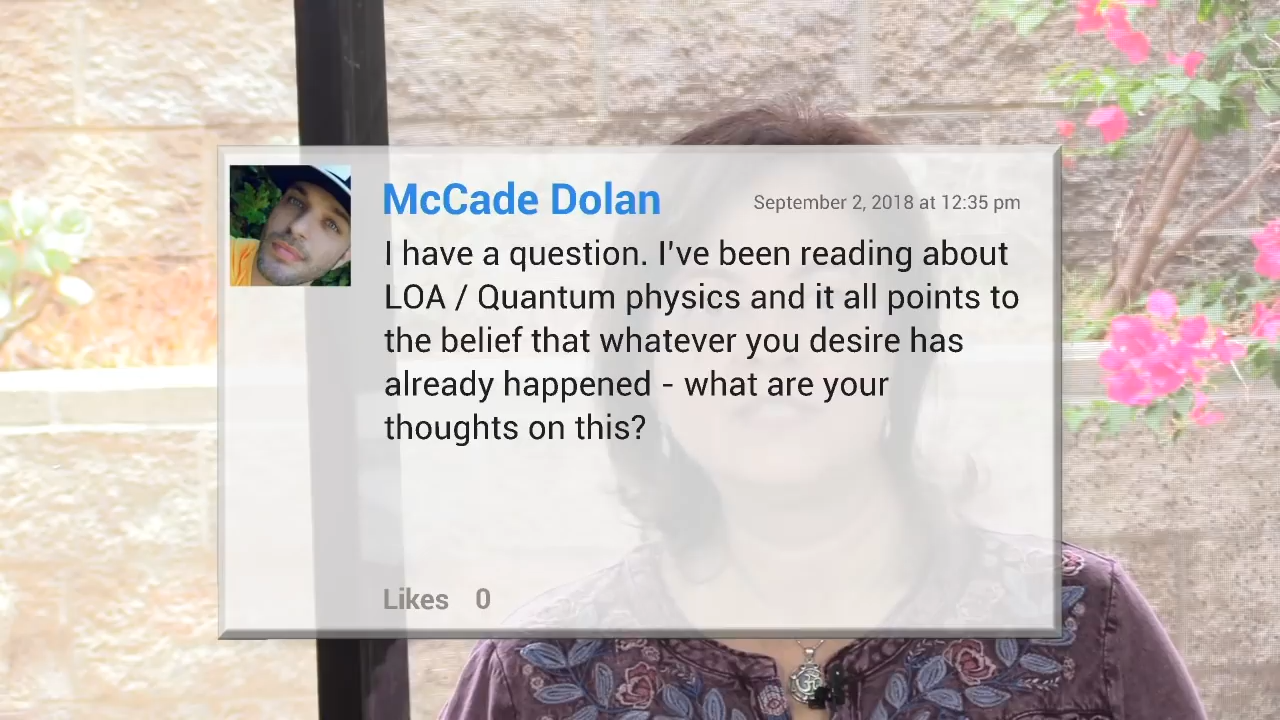 McCade Dolan
September 2, 2018 at 12:35 pm
I have a question. I've been reading about
LOA / Quantum physics and it all points to
the belief that whatever you desire has
already happened - what are your
thoughts on this?
Likes 0